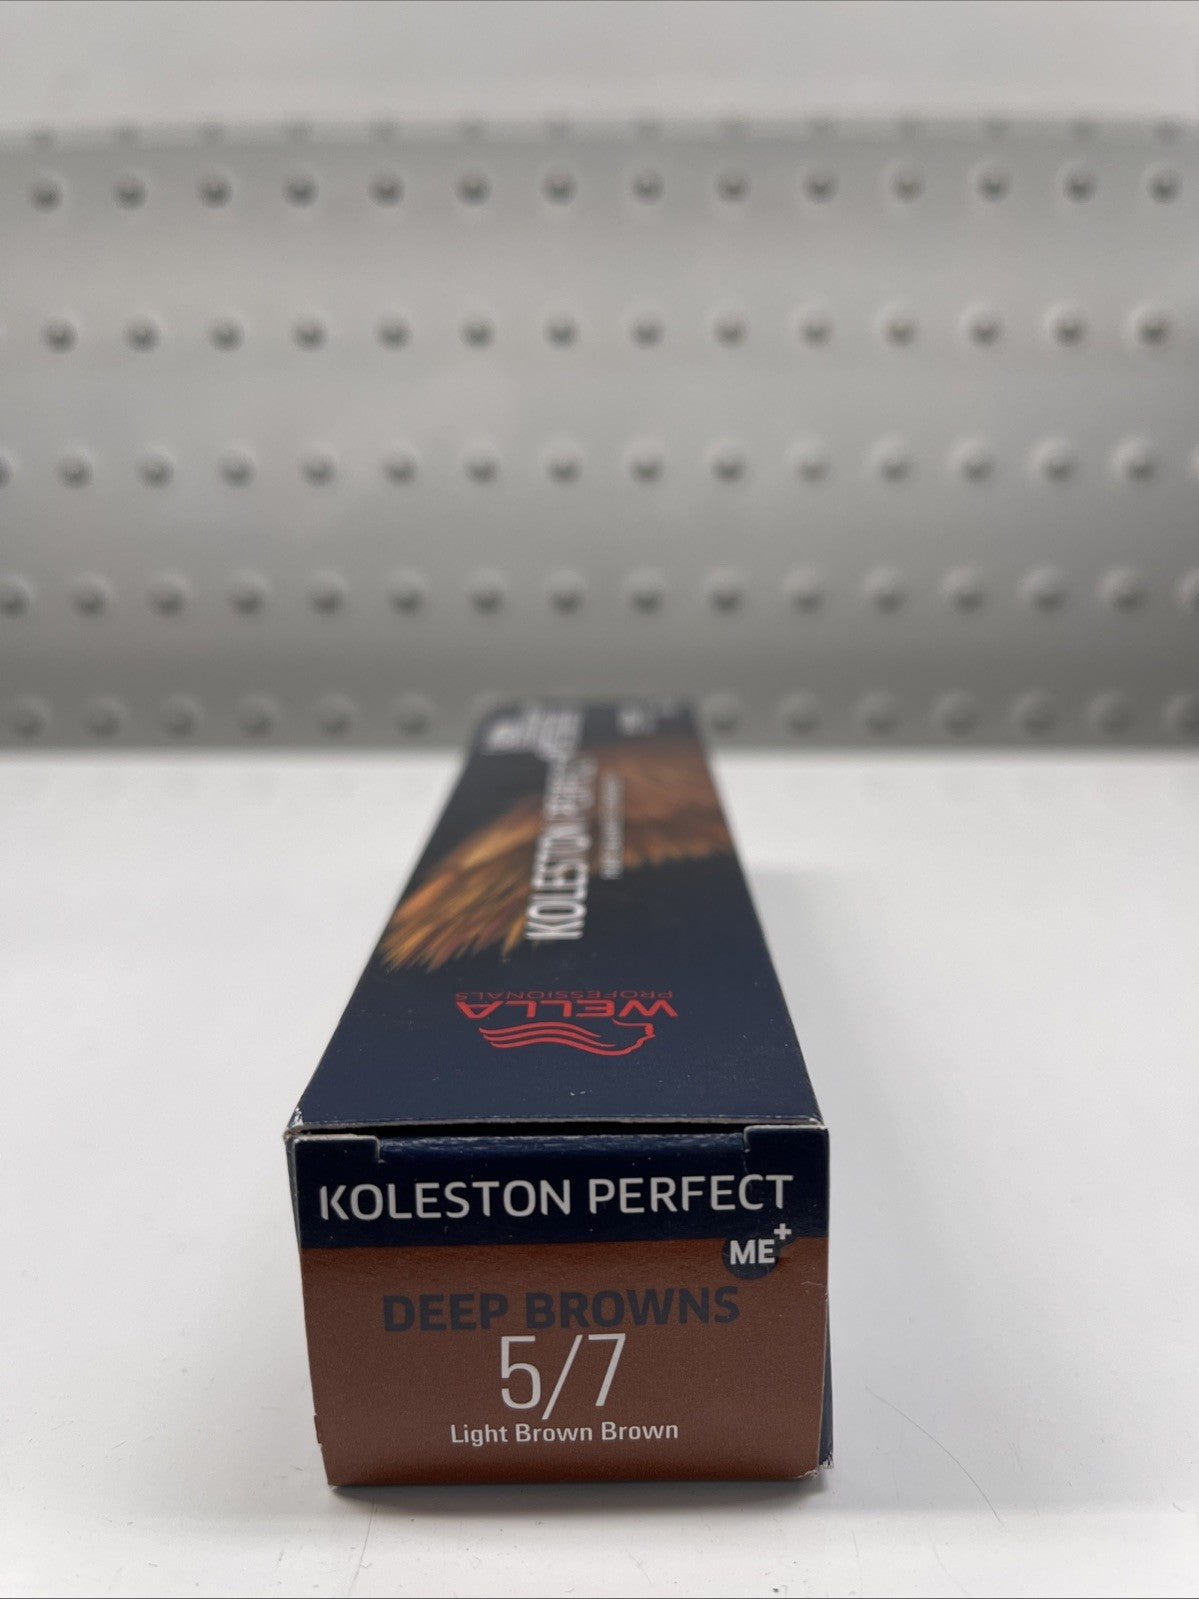 KOLESTON PERFECT
WELLA
PROFESSIONALS
KOLESTON PERFECT
ME+
DEEP BROWNS
5/7
Light Brown Brown